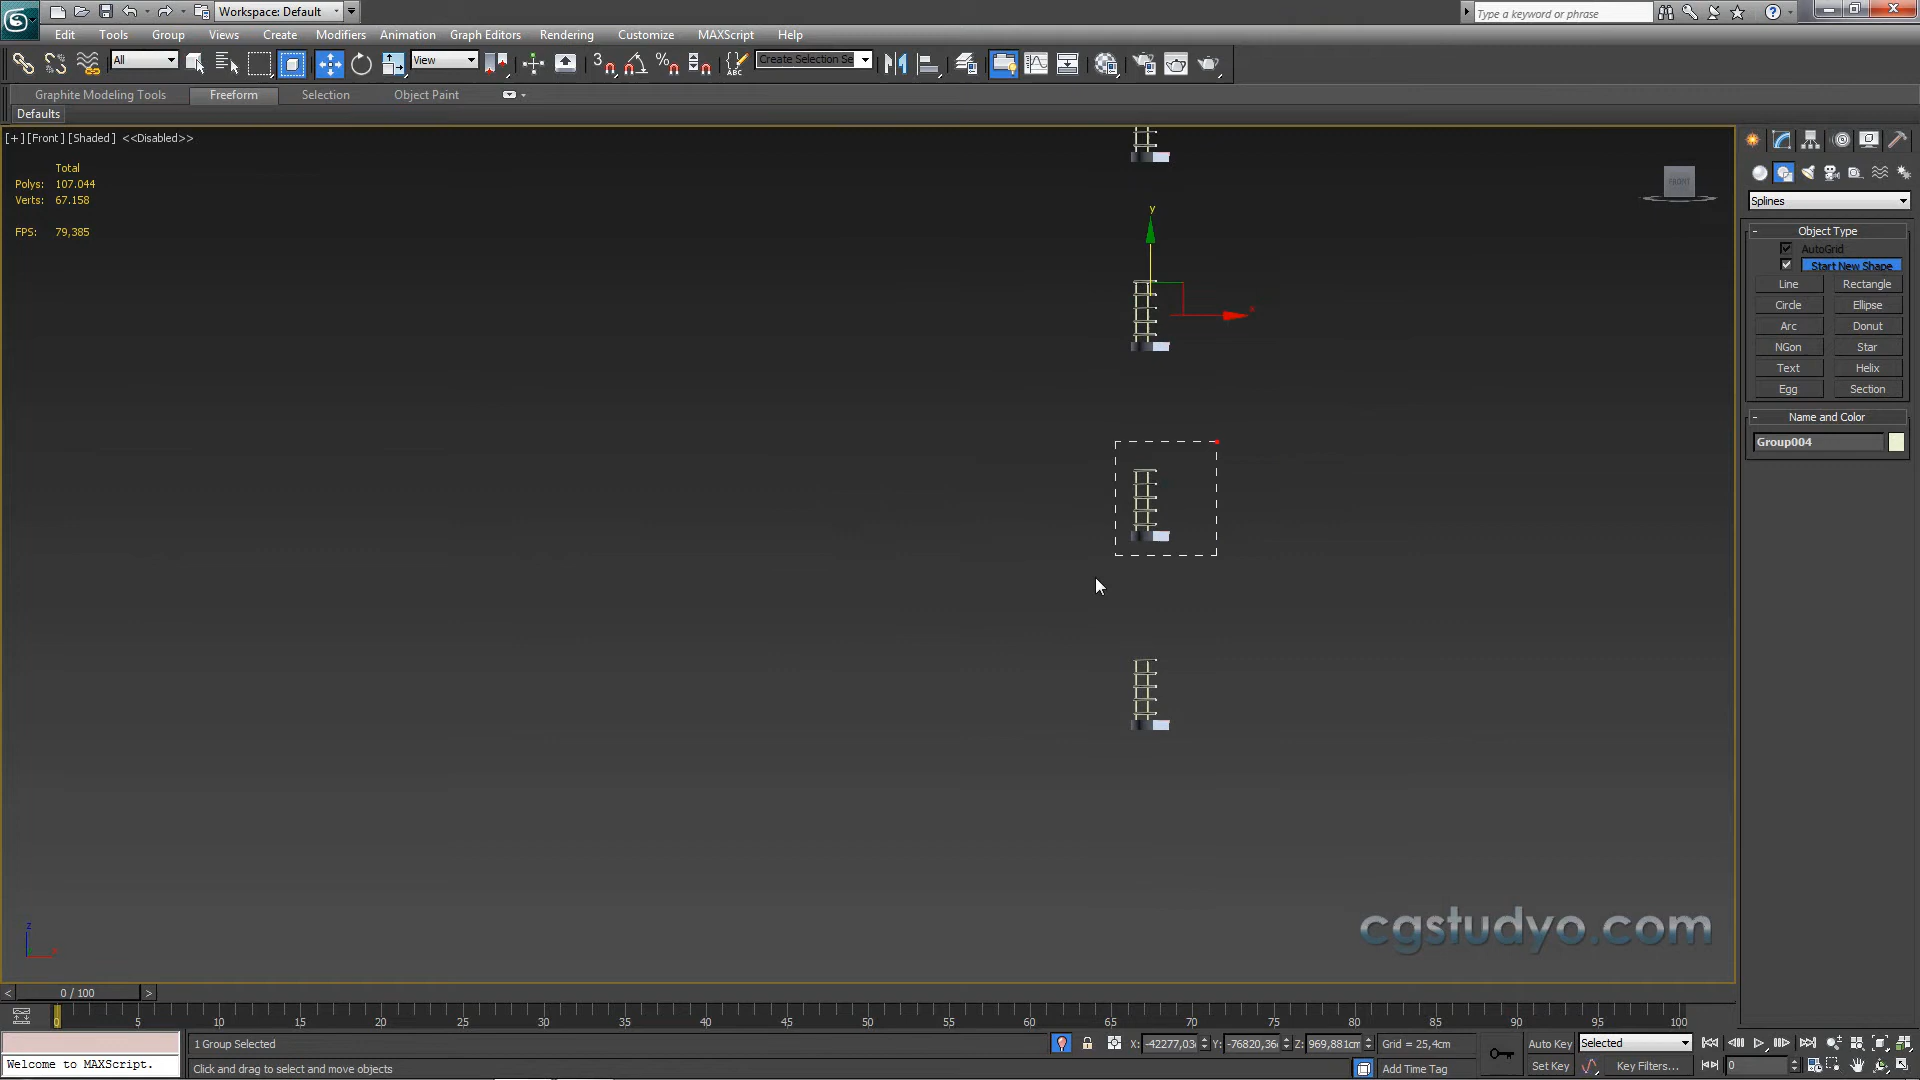 Workspace: Default
Type a keyword or phrase
Edit Tools Group Views Create Modifiers Animation Graph Editors Rendering Customize MAXScript Help
All View Create Selection Se
Graphite Modeling Tools Freeform Selection Object Paint
Defaults
[+] [Front] [Shaded] <<Disabled>>
Total
Polys: 107.044
Verts: 67.158
FPS: 79,385
FRONT
y
x
z
Splines
Object Type
AutoGrid
Start New Shape
Line Rectangle
Circle Ellipse
Arc Donut
NGon Star
Text Helix
Egg Section
Name and Color
Group004
cgstudyo.com
< 0 / 100 >
0 5 10 15 20 25 30 35 40 45 50 55 60 65 70 75 80 85 90 95 100
1 Group Selected X: -42277,03 Y: -76820,36 Z: 969,881cm Grid = 25,4cm Auto Key Selected
Welcome to MAXScript. Click and drag to select and move objects Add Time Tag Set Key Key Filters... 0